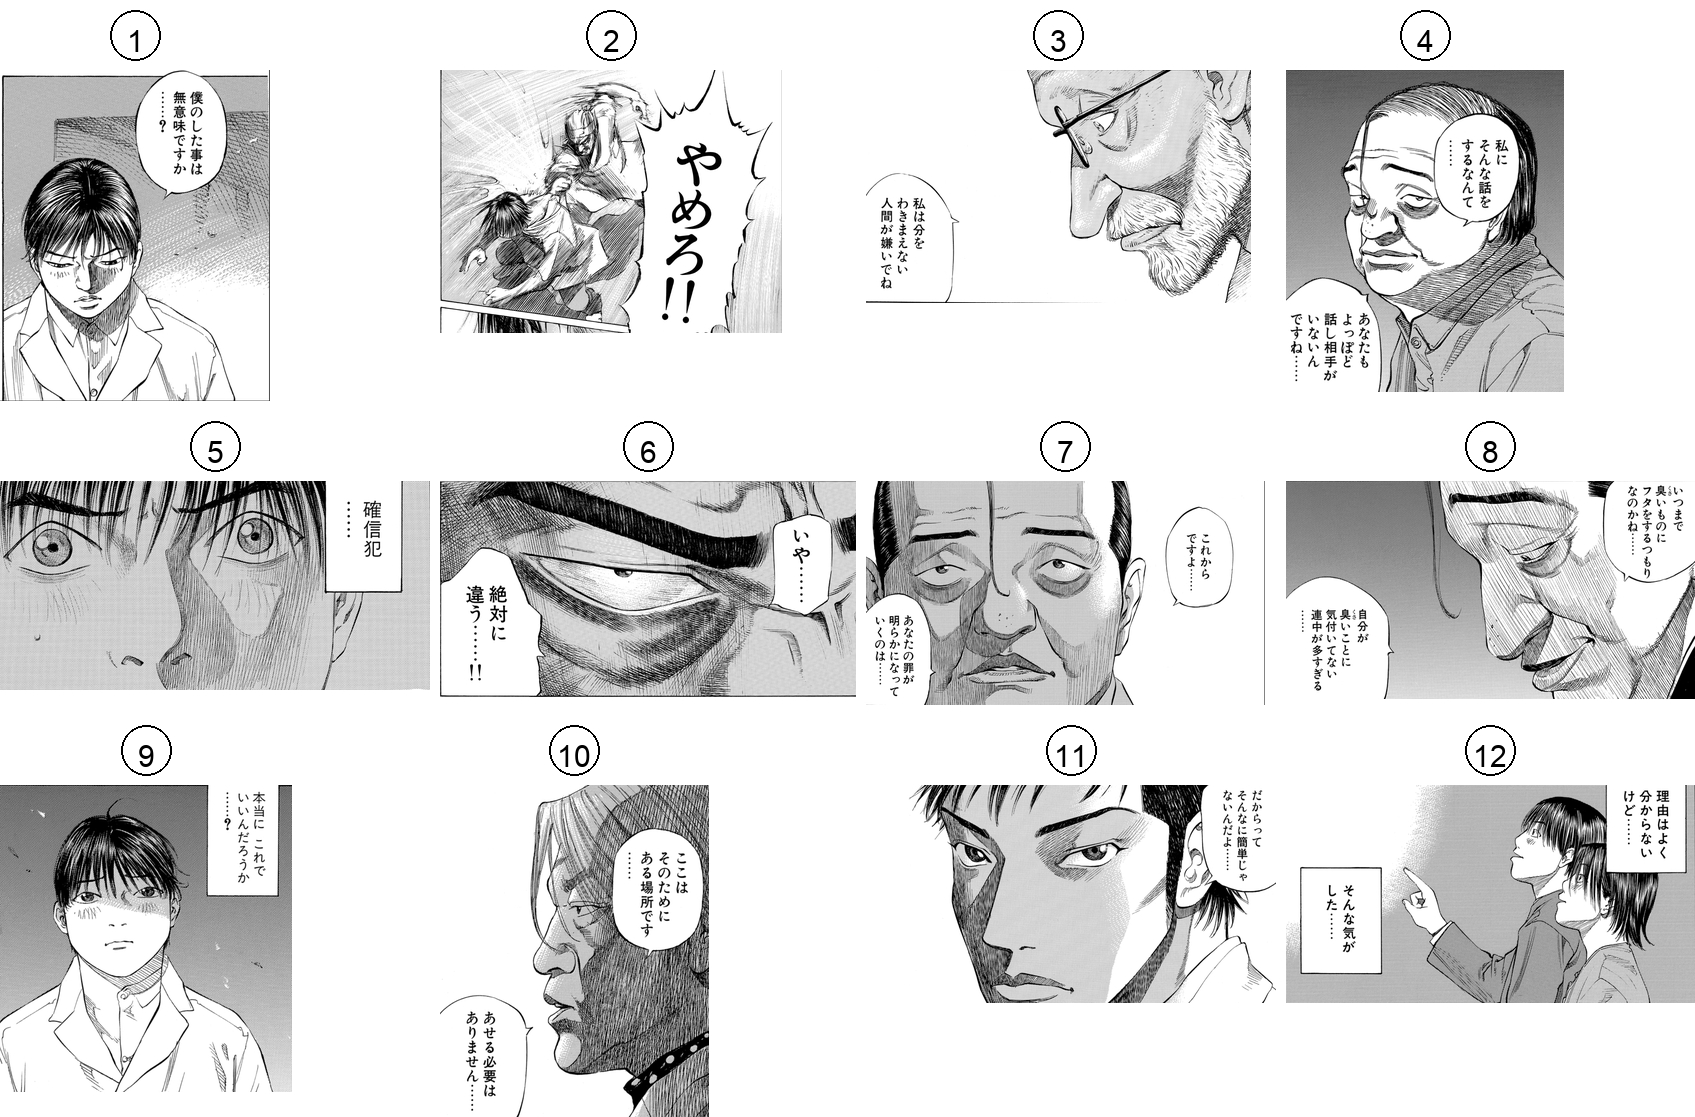 1
僕のした事は
無意味ですか
……？
2
やめろ!!
3
私は分を
わきまえない
人間が嫌いでね
4
私に
そんな話を
するなんて
……
あなたも
よっぽど
話し相手が
いないん
ですね……
5
確信犯
……
6
いや……
絶対に
違う……!!
7
これから
ですよ……
あなたの罪が
明らかになって
いくのは……
8
いつまで
臭いものに
フタをするつもり
なのかね……
自分が
臭いことに
気付いてない
連中が多すぎる
……
9
本当に これで
いいんだろうか
……？
10
ここは
そのために
ある場所です
……
あせる必要は
ありません……
11
だからって
そんなに簡単じゃ
ないんだよ……
12
理由はよく
分からない
けど……
そんな気が
した……